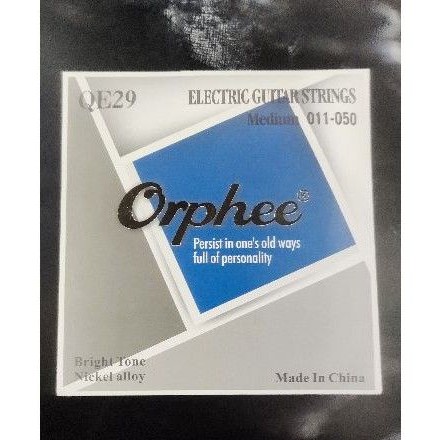 QE29
ELECTRIC GUITAR STRINGS
Medium 011-050
Orphee®
Persist in one's old ways
full of personality
Bright Tone
Nickel alloy
Made In China